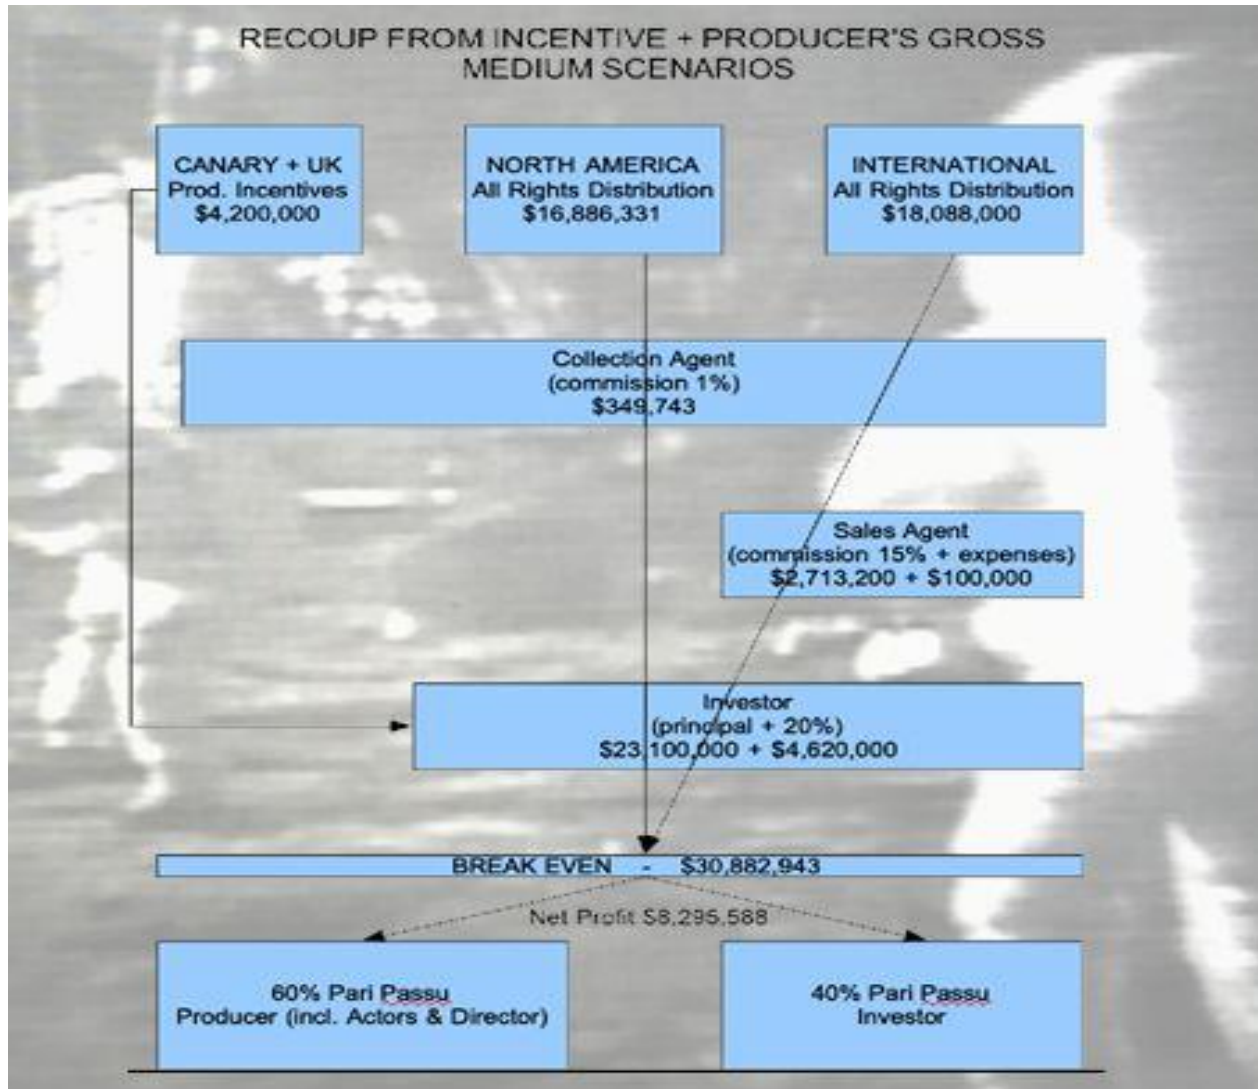 RECOUP FROM INCENTIVE + PRODUCER'S GROSS
MEDIUM SCENARIOS
CANARY + UK
Prod. Incentives
$4,200,000
NORTH AMERICA
All Rights Distribution
$16,886,331
INTERNATIONAL
All Rights Distribution
$18,088,000
Collection Agent
(commission 1%)
$349,743
Sales Agent
(commission 15% + expenses)
$2,713,200 + $100,000
Investor
(principal + 20%)
$23,100,000 + $4,620,000
BREAK EVEN - $30,882,943
Net Profit $8,295,588
60% Pari Passu
Producer (incl. Actors & Director)
40% Pari Passu
Investor